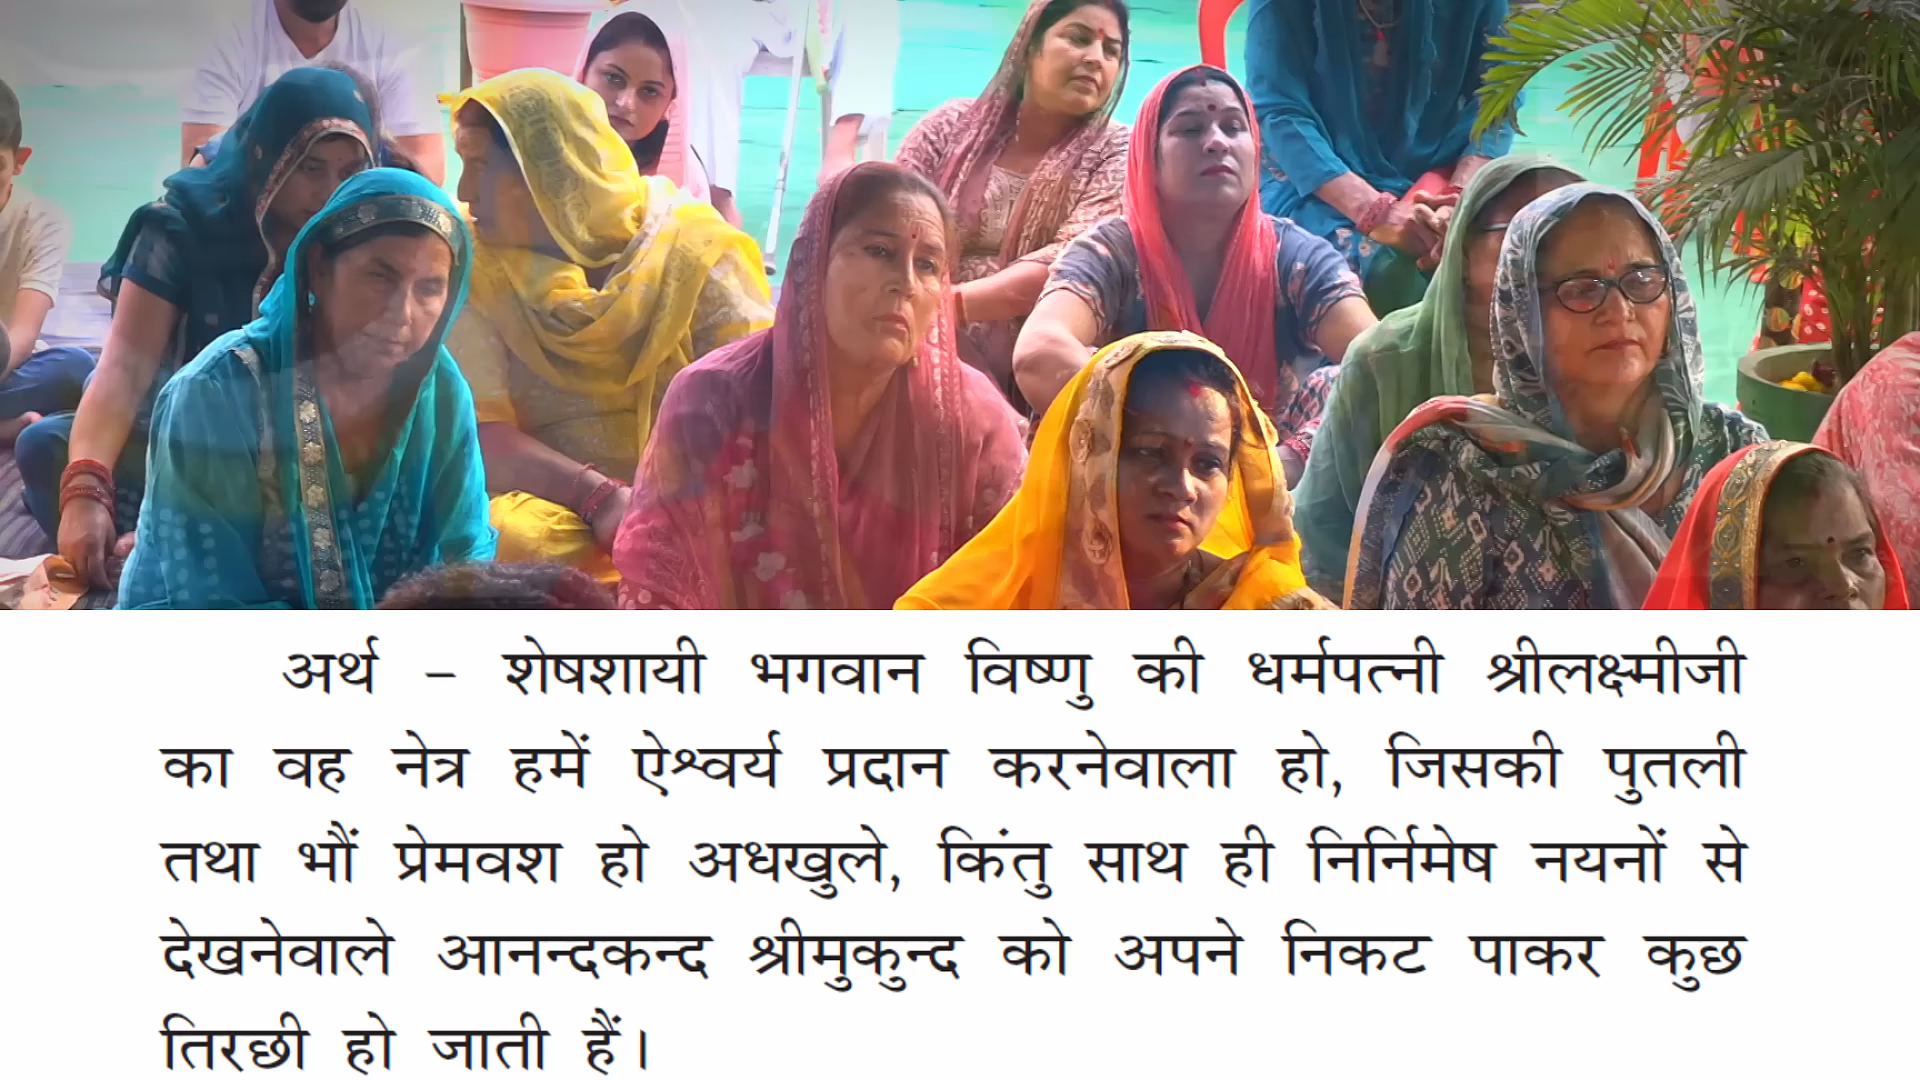 अर्थ – शेषशायी भगवान विष्णु की धर्मपत्नी श्रीलक्ष्मीजी
का वह नेत्र हमें ऐश्वर्य प्रदान करनेवाला हो, जिसकी पुतली
तथा भौं प्रेमवश हो अधखुले, किंतु साथ ही निर्निमेष नयनों से
देखनेवाले आनन्दकन्द श्रीमुकुन्द को अपने निकट पाकर कुछ
तिरछी हो जाती हैं।